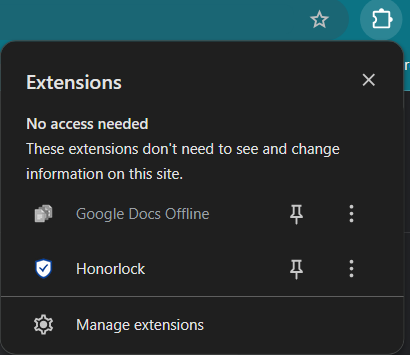 Extensions
No access needed
These extensions don't need to see and change
information on this site.
Google Docs Offline
Honorlock
Manage extensions